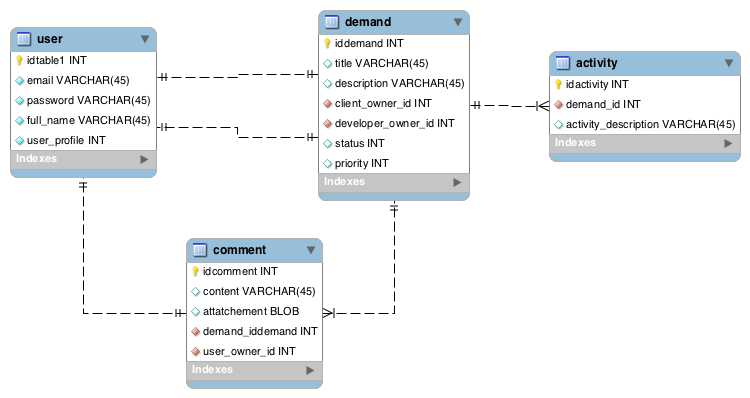 user
idtable1 INT
email VARCHAR(45)
password VARCHAR(45)
full_name VARCHAR(45)
user_profile INT
Indexes
demand
iddemand INT
title VARCHAR(45)
description VARCHAR(45)
client_owner_id INT
developer_owner_id INT
status INT
priority INT
Indexes
activity
idactivity INT
demand_id INT
activity_description VARCHAR(45)
Indexes
comment
idcomment INT
content VARCHAR(45)
attatchement BLOB
demand_iddemand INT
user_owner_id INT
Indexes